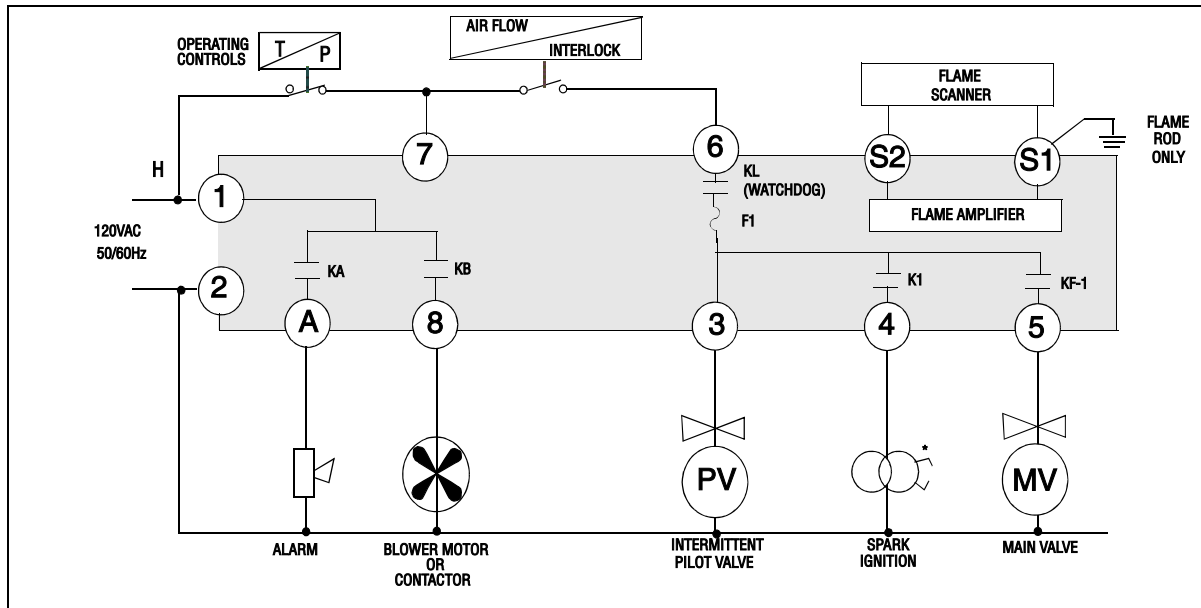 OPERATING
CONTROLS
T
P
AIR FLOW
INTERLOCK
FLAME
SCANNER
FLAME
ROD
ONLY
7
6
S2
S1
H
1
KL
(WATCHDOG)
F1
FLAME AMPLIFIER
120VAC
50/60Hz
2
KA
KB
K1
KF-1
A
8
3
4
5
*
PV
MV
ALARM
BLOWER MOTOR
OR
CONTACTOR
INTERMITTENT
PILOT VALVE
SPARK
IGNITION
MAIN VALVE